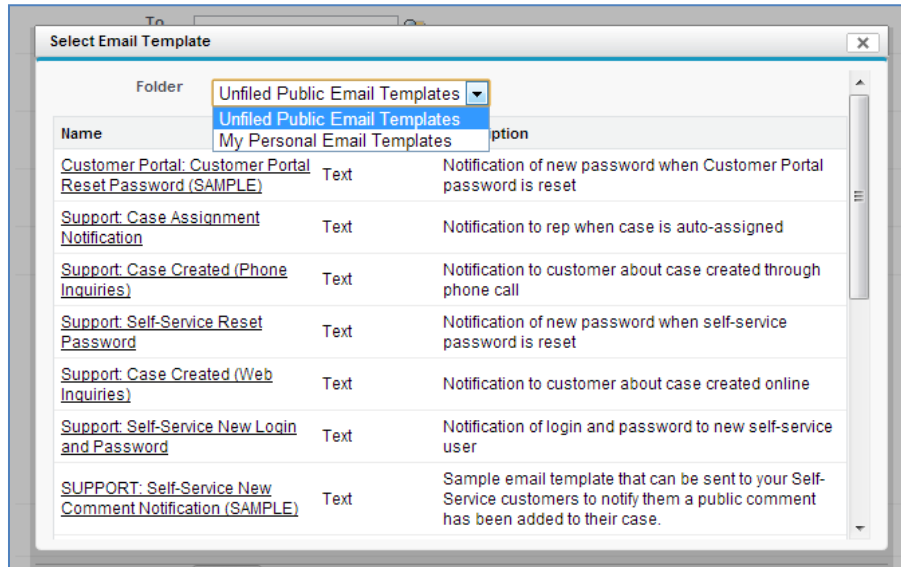 To
Select Email Template
Folder
Unfiled Public Email Templates
Unfiled Public Email Templates
My Personal Email Templates
Name
ption
Customer Portal: Customer Portal
Reset Password (SAMPLE)
Text
Notification of new password when Customer Portal
password is reset
Support: Case Assignment
Notification
Text
Notification to rep when case is auto-assigned
Support: Case Created (Phone
Inquiries)
Text
Notification to customer about case created through
phone call
Support: Self-Service Reset
Password
Text
Notification of new password when self-service
password is reset
Support: Case Created (Web
Inquiries)
Text
Notification to customer about case created online
Support: Self-Service New Login
and Password
Text
Notification of login and password to new self-service
user
SUPPORT: Self-Service New
Comment Notification (SAMPLE)
Text
Sample email template that can be sent to your Self-
Service customers to notify them a public comment
has been added to their case.